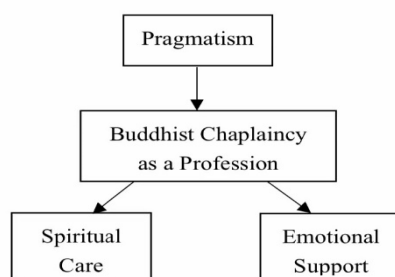 Pragmatism
Buddhist Chaplaincy
as a Profession
Spiritual
Care
Emotional
Support